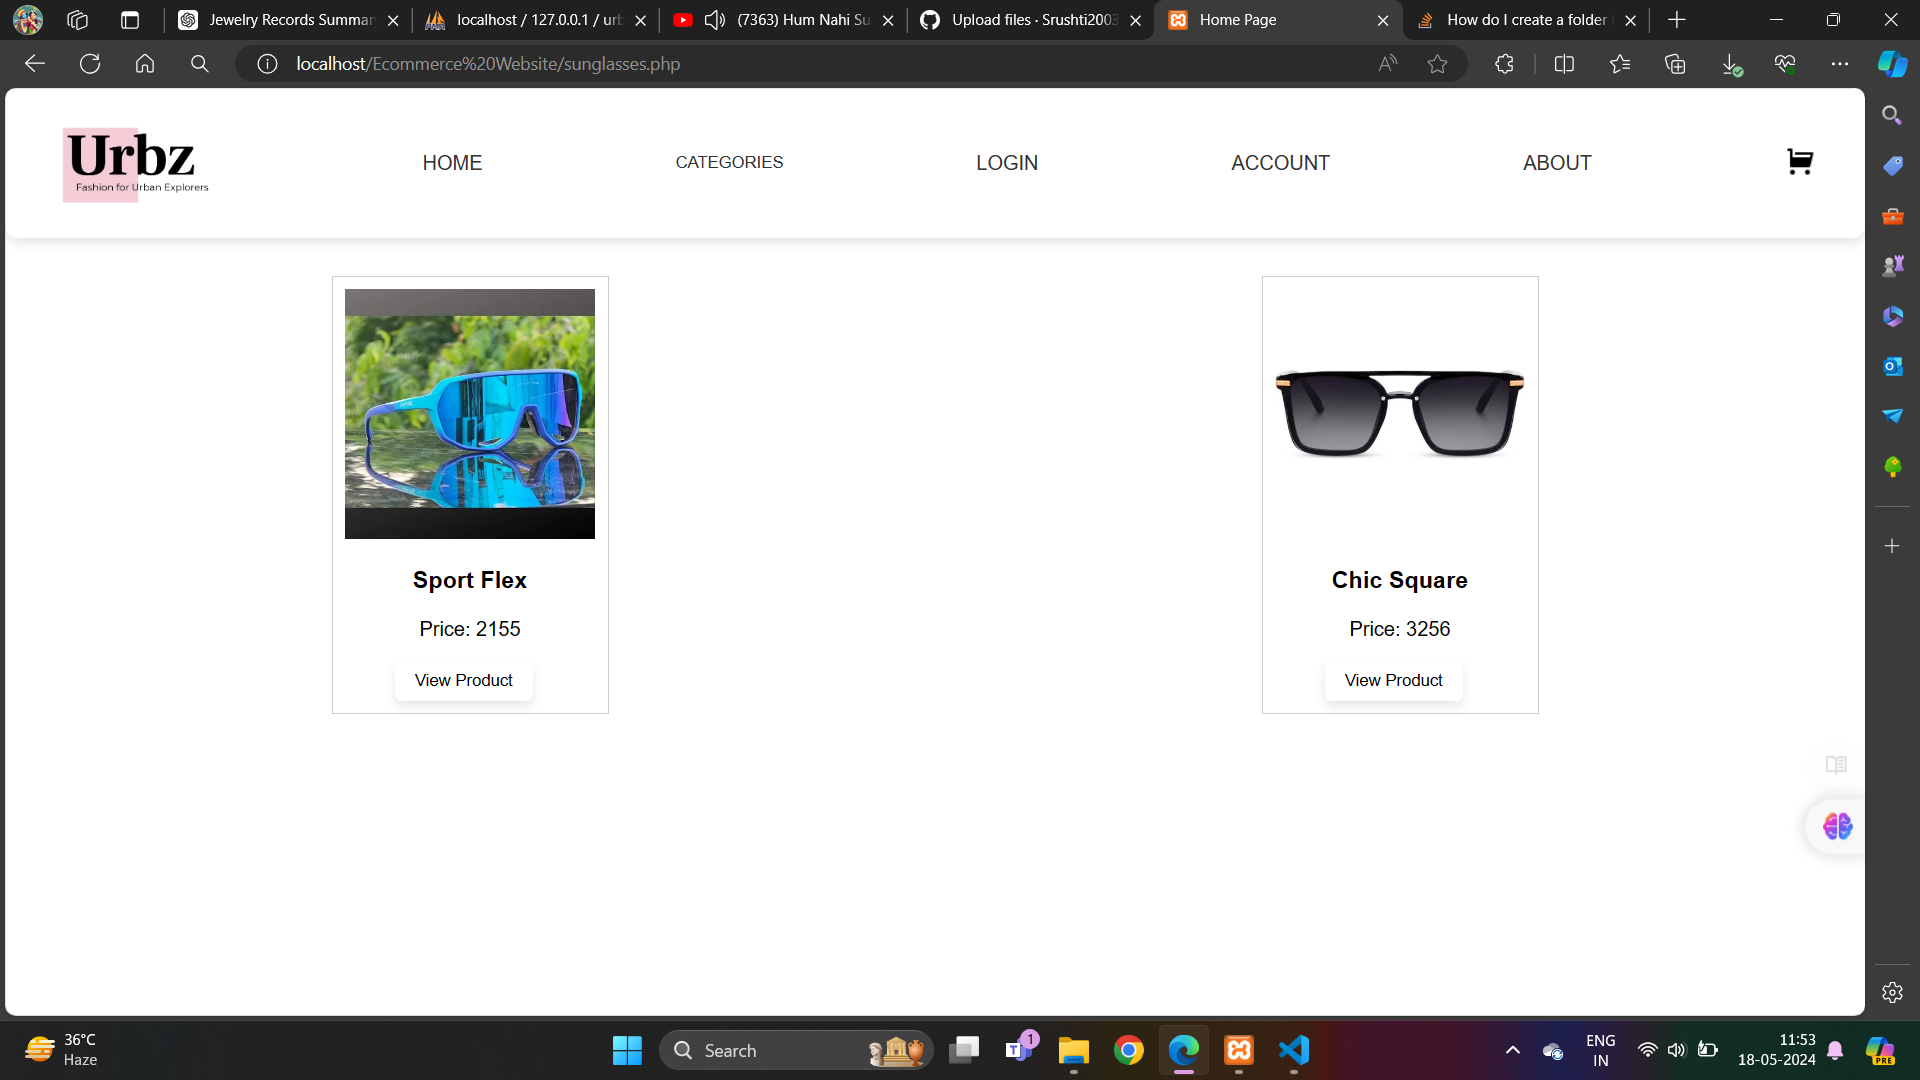 Jewelry Records Summar
localhost / 127.0.0.1 / urb
(7363) Hum Nahi Su
Upload files · Srushti2003
Home Page
How do I create a folder i
localhost/Ecommerce%20Website/sunglasses.php
Urbz
Fashion for Urban Explorers
HOME
CATEGORIES
LOGIN
ACCOUNT
ABOUT
Sport Flex
Price: 2155
View Product
Chic Square
Price: 3256
View Product
36°C
Haze
Search
1
ENG
IN
11:53
18-05-2024
PRE